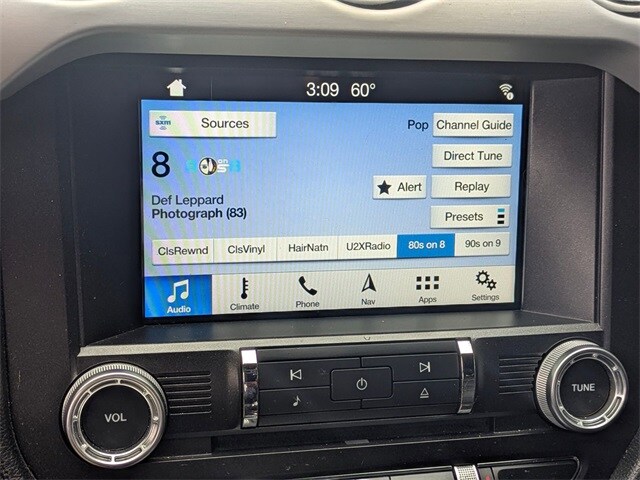 3:09 60°
sxm Sources
Pop Channel Guide
Direct Tune
8
Alert Replay
Def Leppard
Photograph (83)
Presets
ClsRewnd ClsVinyl HairNatn U2XRadio 80s on 8 90s on 9
Audio Climate Phone Nav Apps Settings
VOL
TUNE